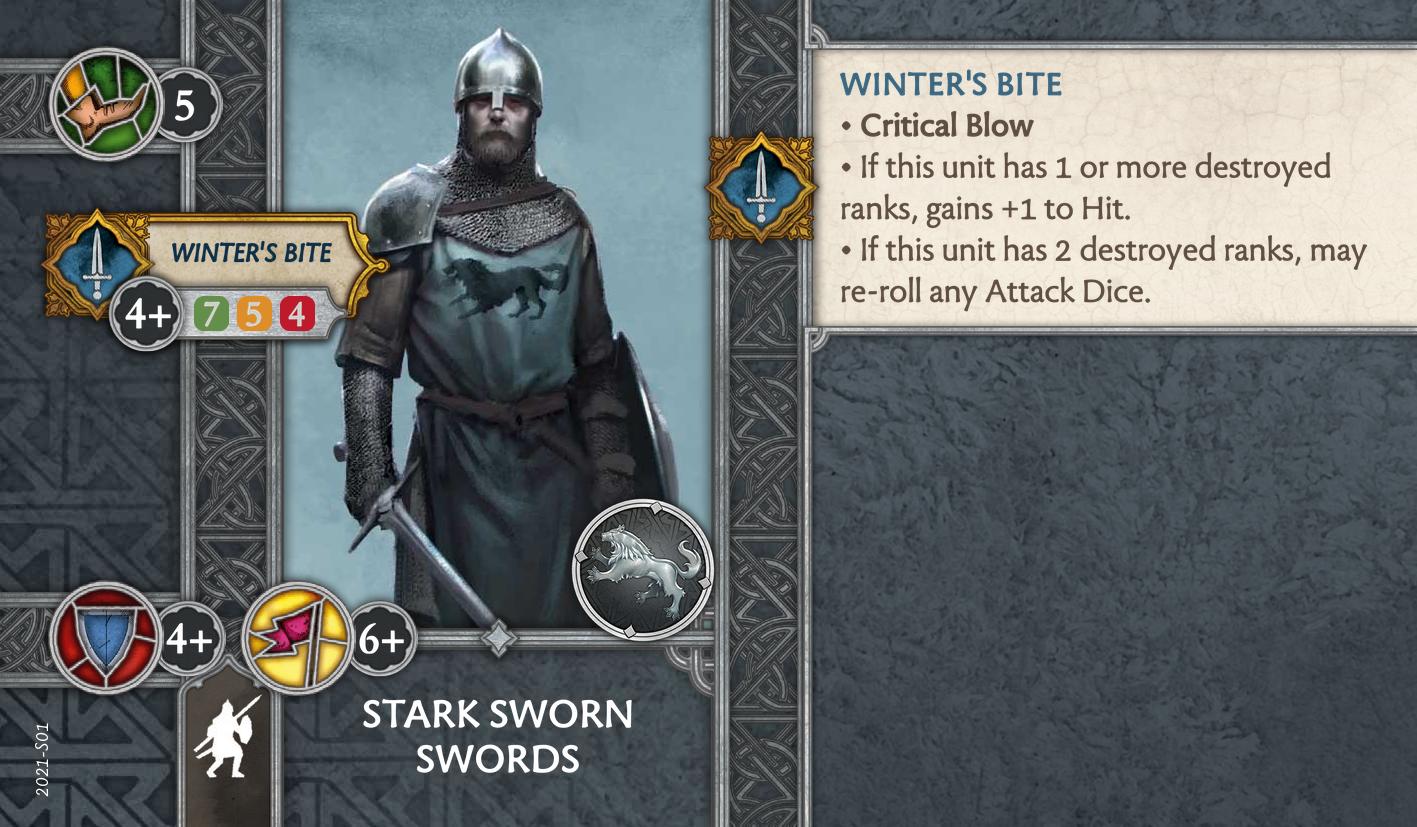 5
WINTER'S BITE
4+ 7 5 4
4+ 6+
STARK SWORN
SWORDS
2021-S01
WINTER'S BITE
• Critical Blow
• If this unit has 1 or more destroyed
ranks, gains +1 to Hit.
• If this unit has 2 destroyed ranks, may
re-roll any Attack Dice.